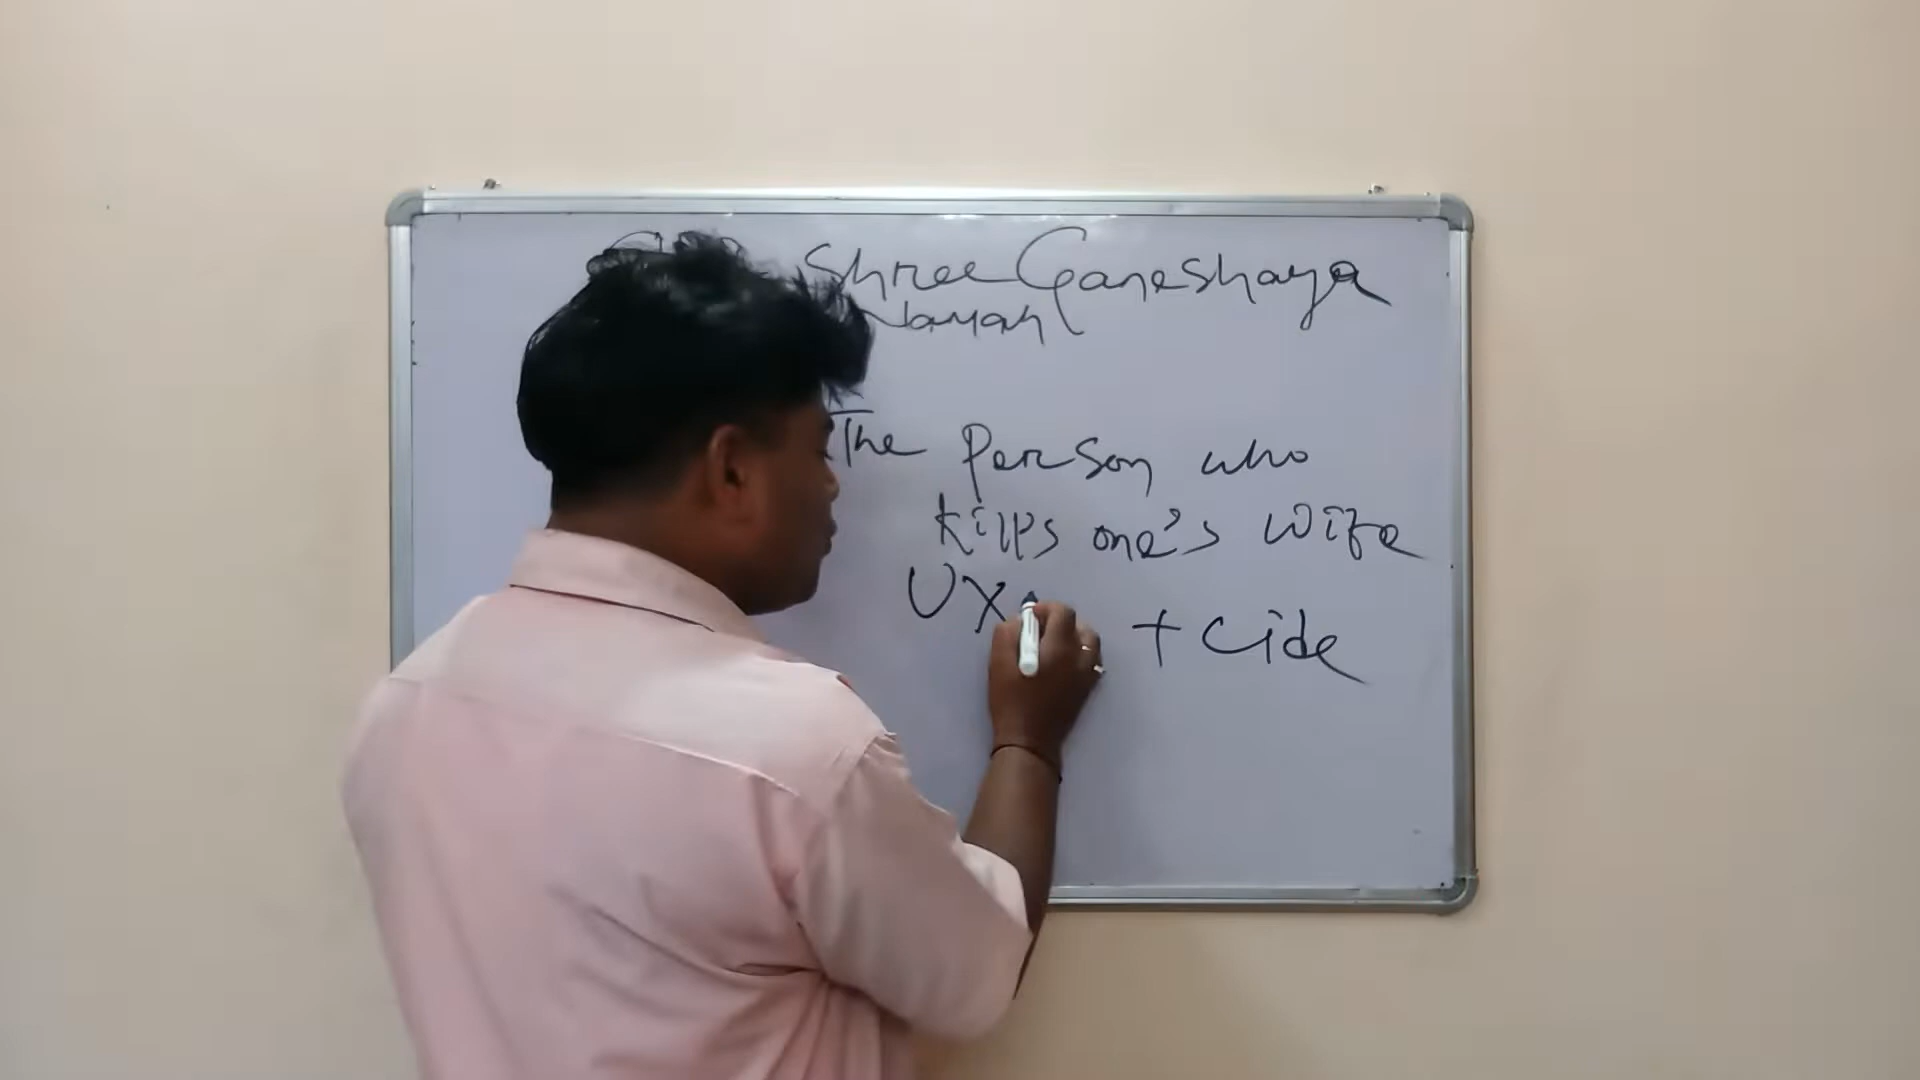 Shree Ganeshaya
Namah
The Person who
kills one's wife
UX + cide